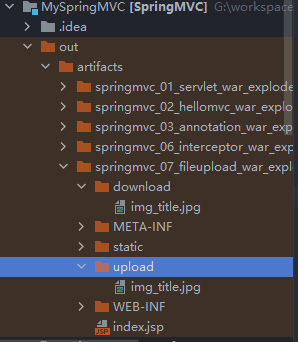 MySpringMVC [SpringMVC] G:\workspace
.idea
out
artifacts
springmvc_01_servlet_war_explode
springmvc_02_hellomvc_war_explo
springmvc_03_annotation_war_exp
springmvc_06_interceptor_war_exp
springmvc_07_fileupload_war_explo
download
img_title.jpg
META-INF
static
upload
img_title.jpg
WEB-INF
index.jsp